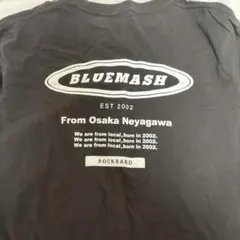 BLUEMASH
EST 2002
From Osaka Neyagawa
We are from local,born in 2002.
We are from local,born in 2002.
We are from local,born in 2002.
ROCKBAND